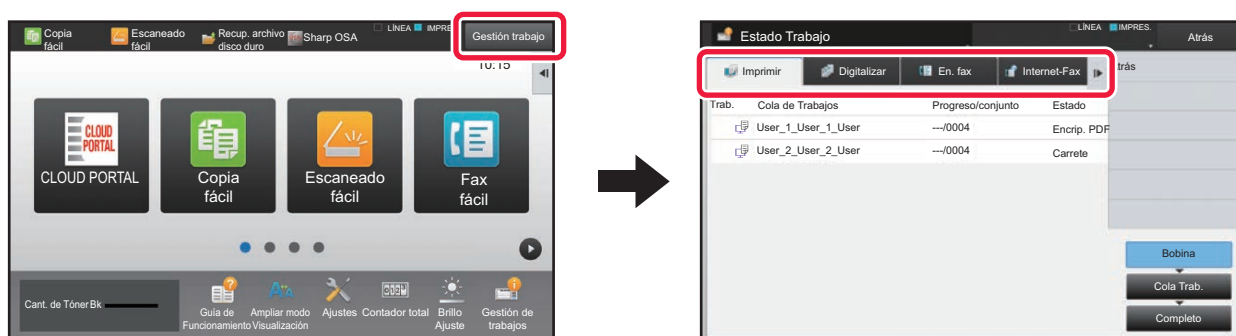 Copia
fácil
Escaneado
fácil
Recup. archivo
disco duro
Sharp OSA
LÍNEA
IMPRE
Gestión trabajo
10:15
CLOUD
PORTAL
CLOUD PORTAL
Copia
fácil
Escaneado
fácil
Fax
fácil
Cant. de Tóner Bk
Guia de
Funcionamiento
Ampliar modo
Visualización
Ajustes
Contador total
Brillo
Ajuste
Gestión de
trabajos
Estado Trabajo
LÍNEA
IMPRES.
Atrás
Imprimir
Digitalizar
En. fax
Internet-Fax
trás
Trab. Cola de Trabajos Progreso/conjunto Estado
User_1_User_1_User ---/0004 Encrip. PDF
User_2_User_2_User ---/0004 Carrete
Bobina
Cola Trab.
Completo